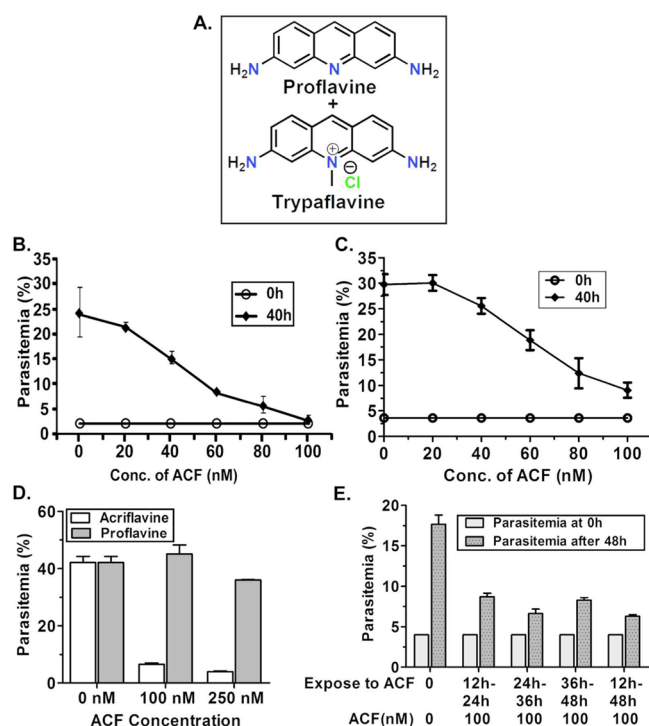 A.
H2N N NH2
Proflavine
+
H2N N ⊕ NH2
⊖
Cl
Trypaflavine
B.
Parasitemia (%)
35
30
25
20
15
10
5
0
0h
40h
0 20 40 60 80 100
Conc. of ACF (nM)
C.
Parasitemia (%)
35
30
25
20
15
10
5
0
0h
40h
0 20 40 60 80 100
Conc. of ACF (nM)
D.
Parasitemia (%)
60
40
20
0
Acriflavine
Proflavine
0 nM 100 nM 250 nM
ACF Concentration
E.
Parasitemia (%)
20
15
10
5
0
Parasitemia at 0h
Parasitemia after 48h
Expose to ACF 0 12h- 24h- 36h- 12h-
24h 36h 48h 48h
ACF(nM) 0 100 100 100 100